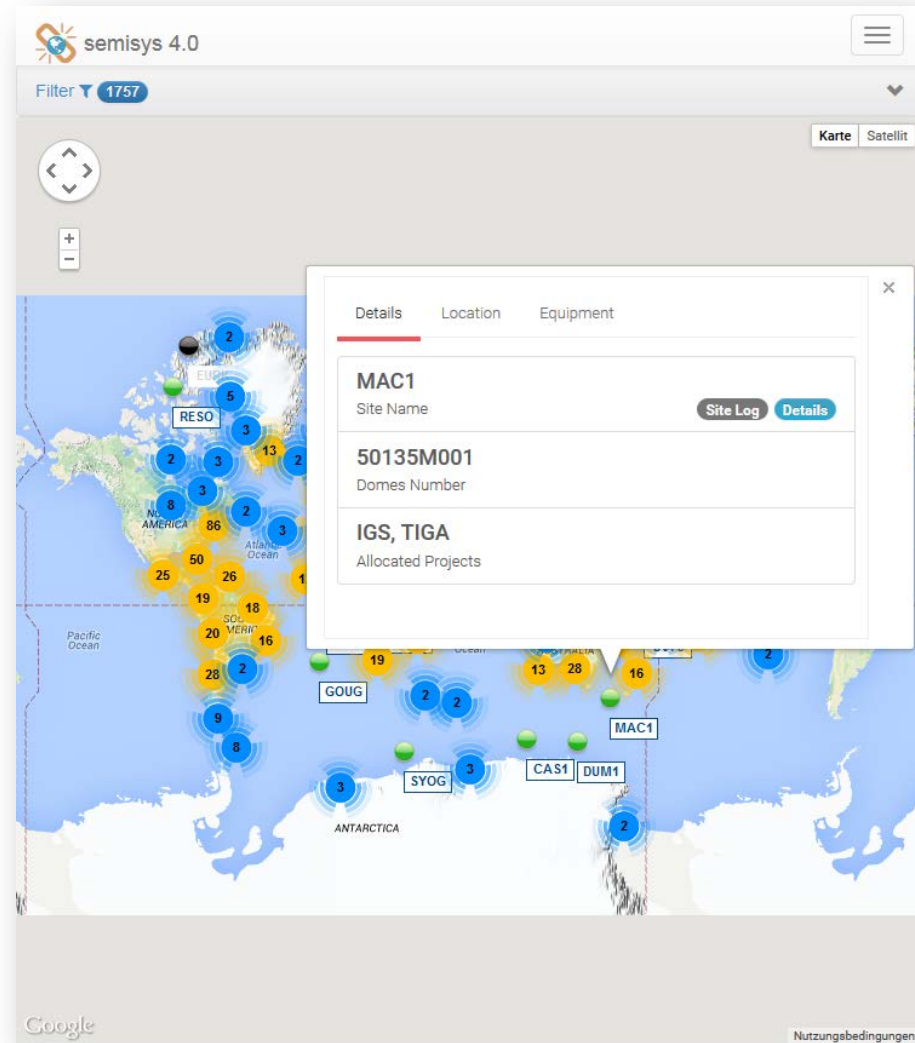 semisys 4.0
Filter 1757
Karte Satellit
+
−
Details Location Equipment
×
MAC1
Site Name
Site Log Details
50135M001
Domes Number
IGS, TIGA
Allocated Projects
2
5
RESO
3
13
2
2
3
3
8
2
AMERICA
86
3
Atlantic
Ocean
50
25
26
19
18
20
16
Pacific
Ocean
28
2
19
GOUG
2
2
13
28
16
2
MAC1
9
8
SYOG
3
CAS1
DUM1
3
ANTARCTICA
2
Google
Nutzungsbedingungen